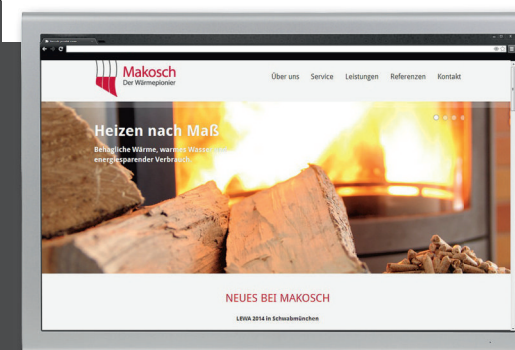 Makosch
Der Wärmepionier
Über uns Service Leistungen Referenzen Kontakt
Heizen nach Maß
Behagliche Wärme, warmes Wasser,
energiesparender Verbrauch.
NEUES BEI MAKOSCH
LEWA 2014 in Schwabmünchen